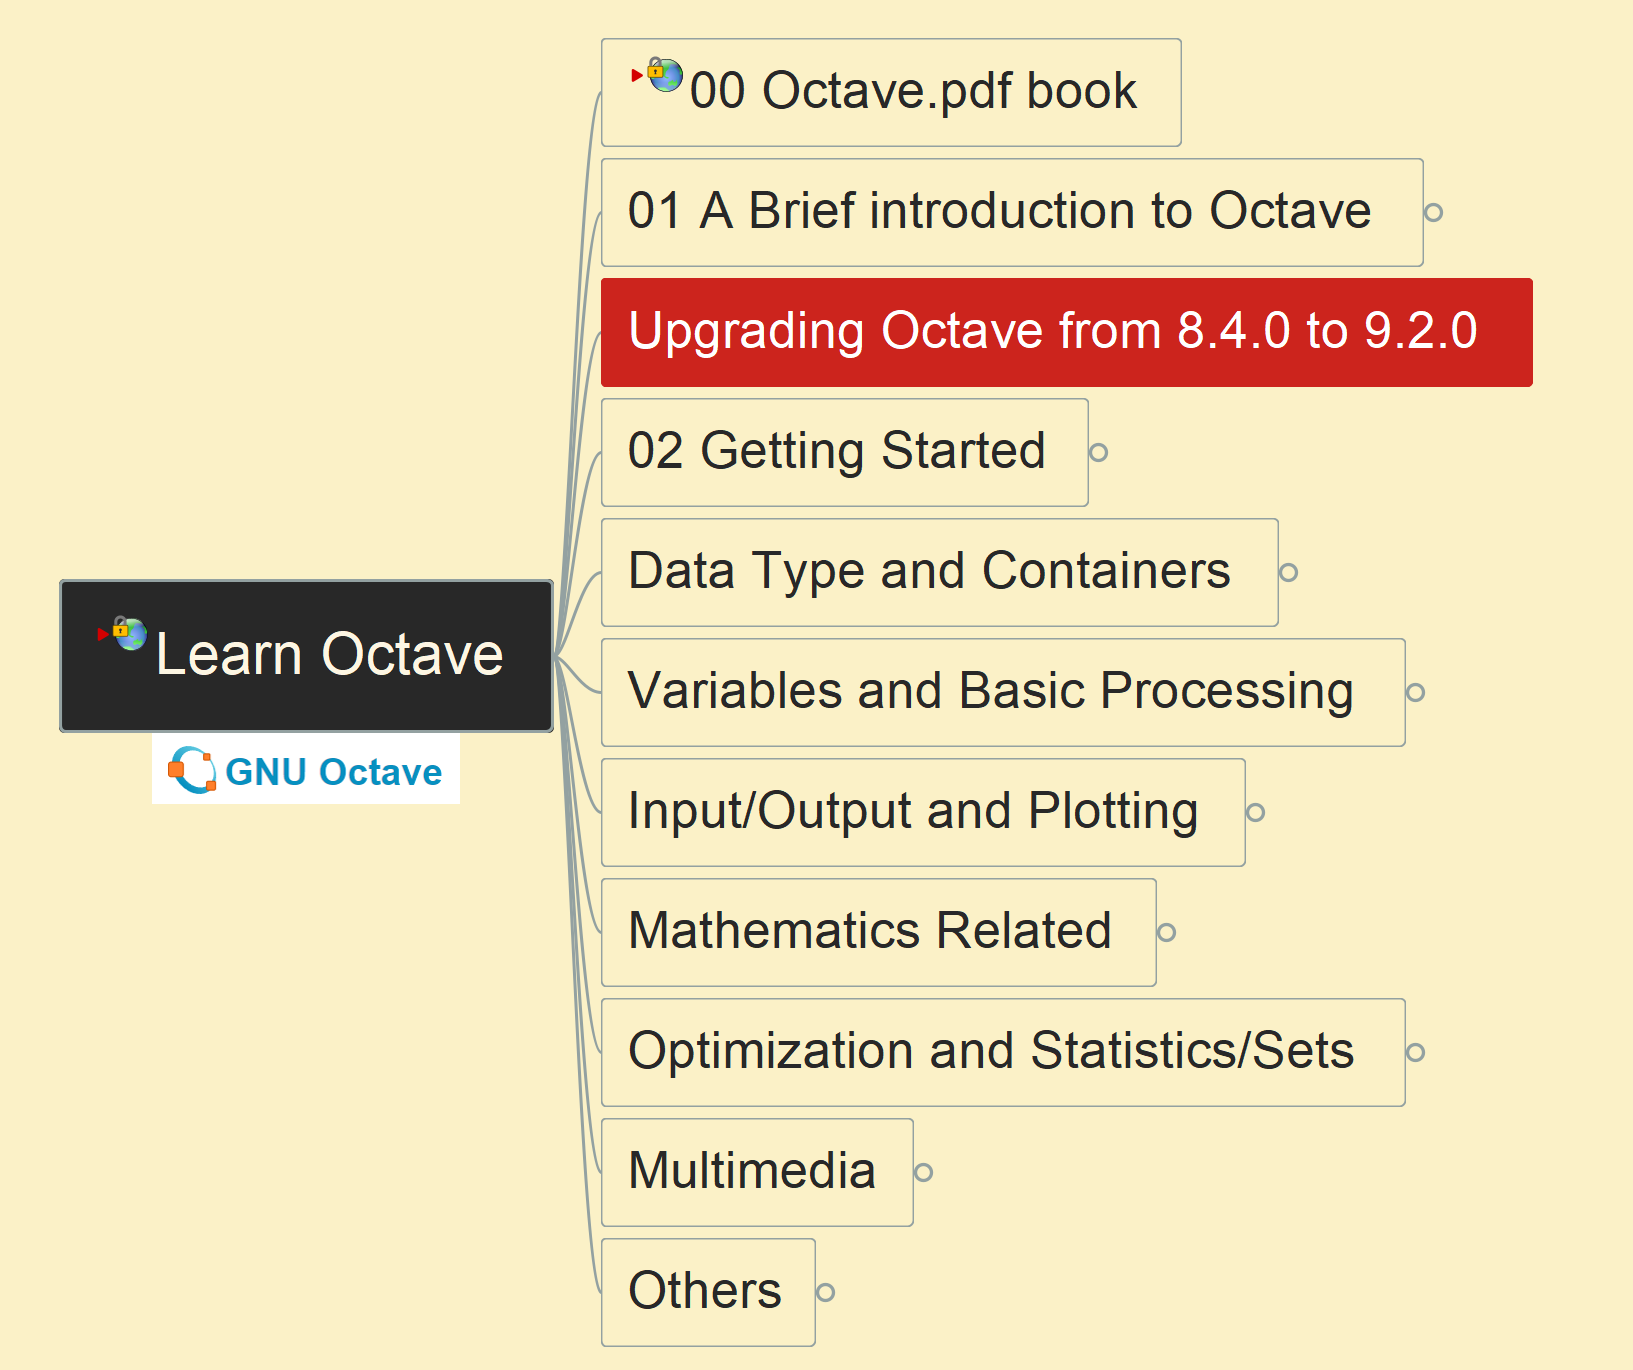 00 Octave.pdf book
01 A Brief introduction to Octave
Upgrading Octave from 8.4.0 to 9.2.0
02 Getting Started
Data Type and Containers
Learn Octave
GNU Octave
Variables and Basic Processing
Input/Output and Plotting
Mathematics Related
Optimization and Statistics/Sets
Multimedia
Others